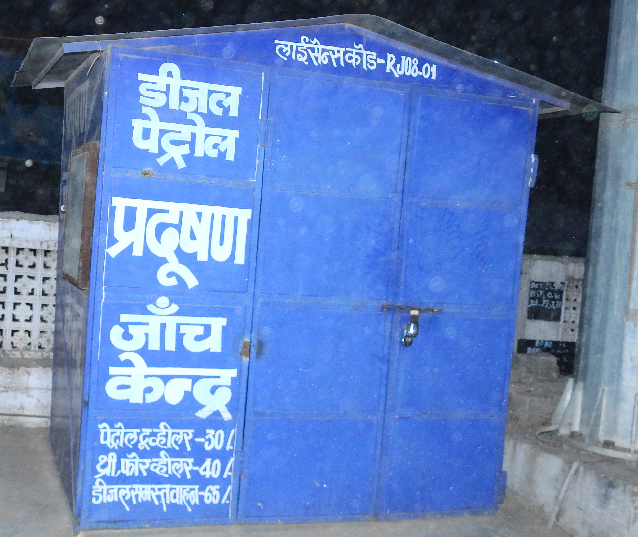 लाईसैन्स कोड-RJ08-01
डीज़ल
पेट्रोल
प्रदूषण
जाँच
केन्द्र
पेट्रोल टू व्हीलर-30/
थ्री, फोर व्हीलर-40/
डीजल समस्त वाहन-65/